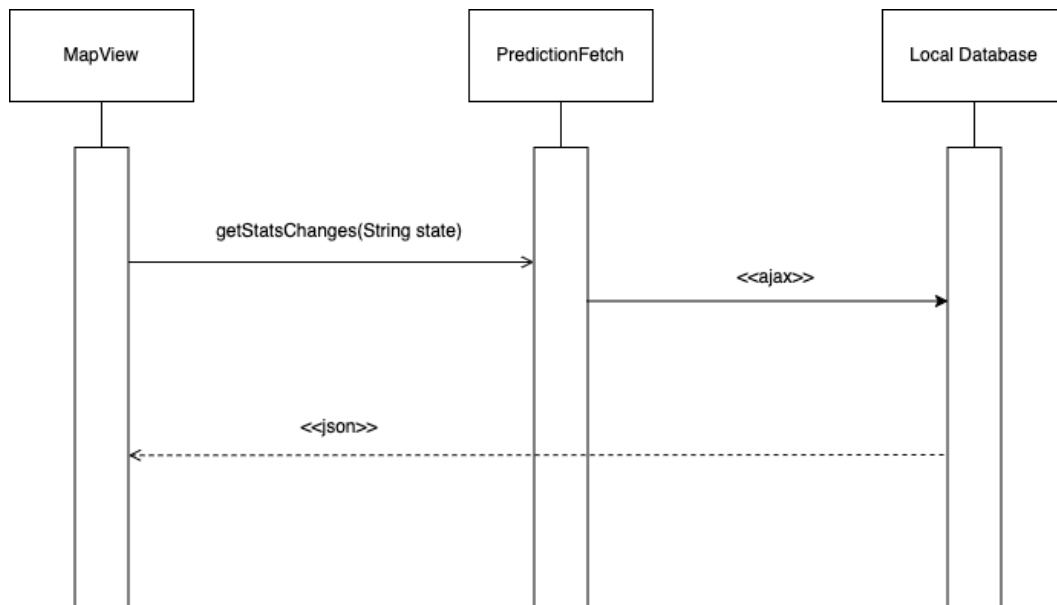 MapView
PredictionFetch
Local Database
getStatsChanges(String state)
<<ajax>>
<<json>>